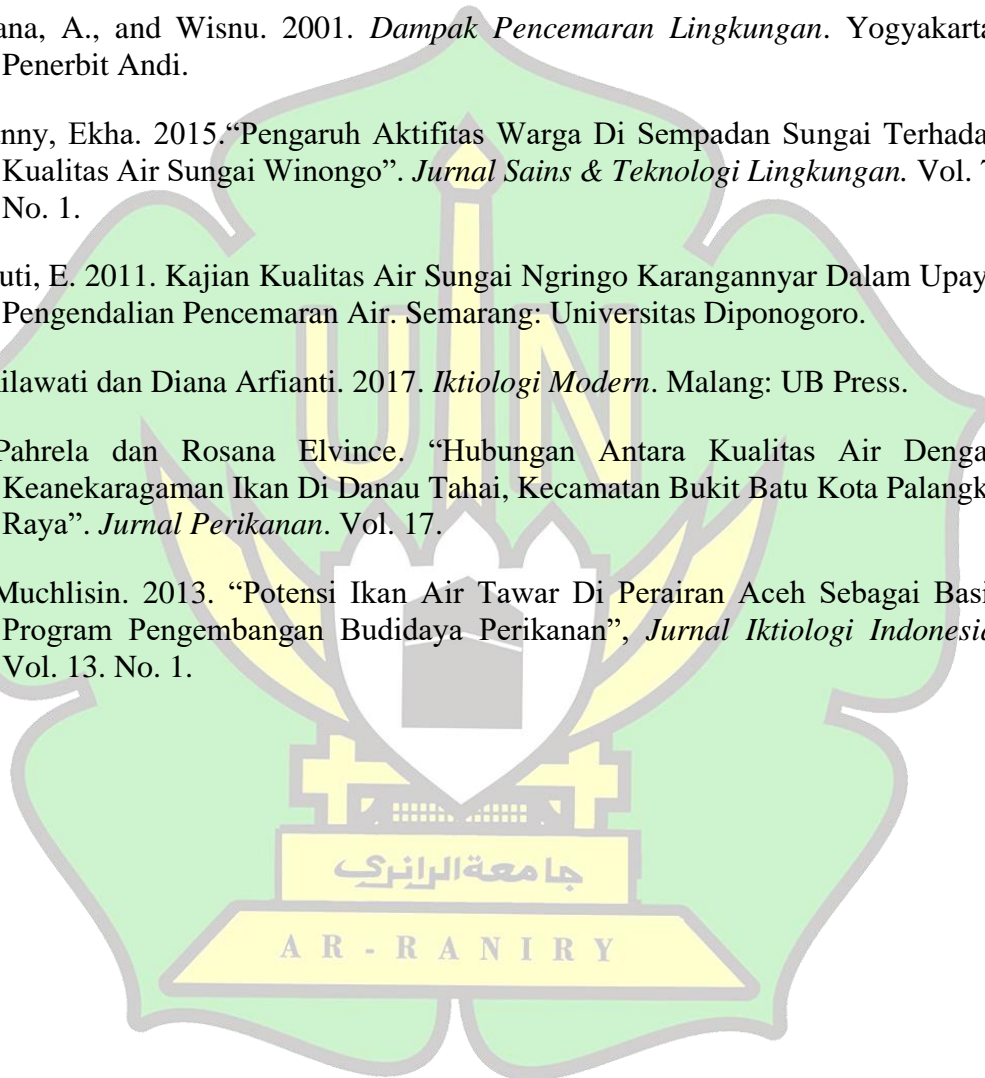 ana, A., and Wisnu. 2001. Dampak Pencemaran Lingkungan. Yogyakarta
Penerbit Andi.
nny, Ekha. 2015.“Pengaruh Aktifitas Warga Di Sempadan Sungai Terhada
Kualitas Air Sungai Winongo”. Jurnal Sains & Teknologi Lingkungan. Vol. 7
No. 1.
uti, E. 2011. Kajian Kualitas Air Sungai Ngringo Karangannyar Dalam Upay
Pengendalian Pencemaran Air. Semarang: Universitas Diponogoro.
ilawati dan Diana Arfianti. 2017. Iktiologi Modern. Malang: UB Press.
Pahrela dan Rosana Elvince. “Hubungan Antara Kualitas Air Denga
Keanekaragaman Ikan Di Danau Tahai, Kecamatan Bukit Batu Kota Palangk
Raya”. Jurnal Perikanan. Vol. 17.
Muchlisin. 2013. “Potensi Ikan Air Tawar Di Perairan Aceh Sebagai Basi
Program Pengembangan Budidaya Perikanan”, Jurnal Iktiologi Indonesia
Vol. 13. No. 1.
UIN
جامعة الرانري
AR-RANIRY